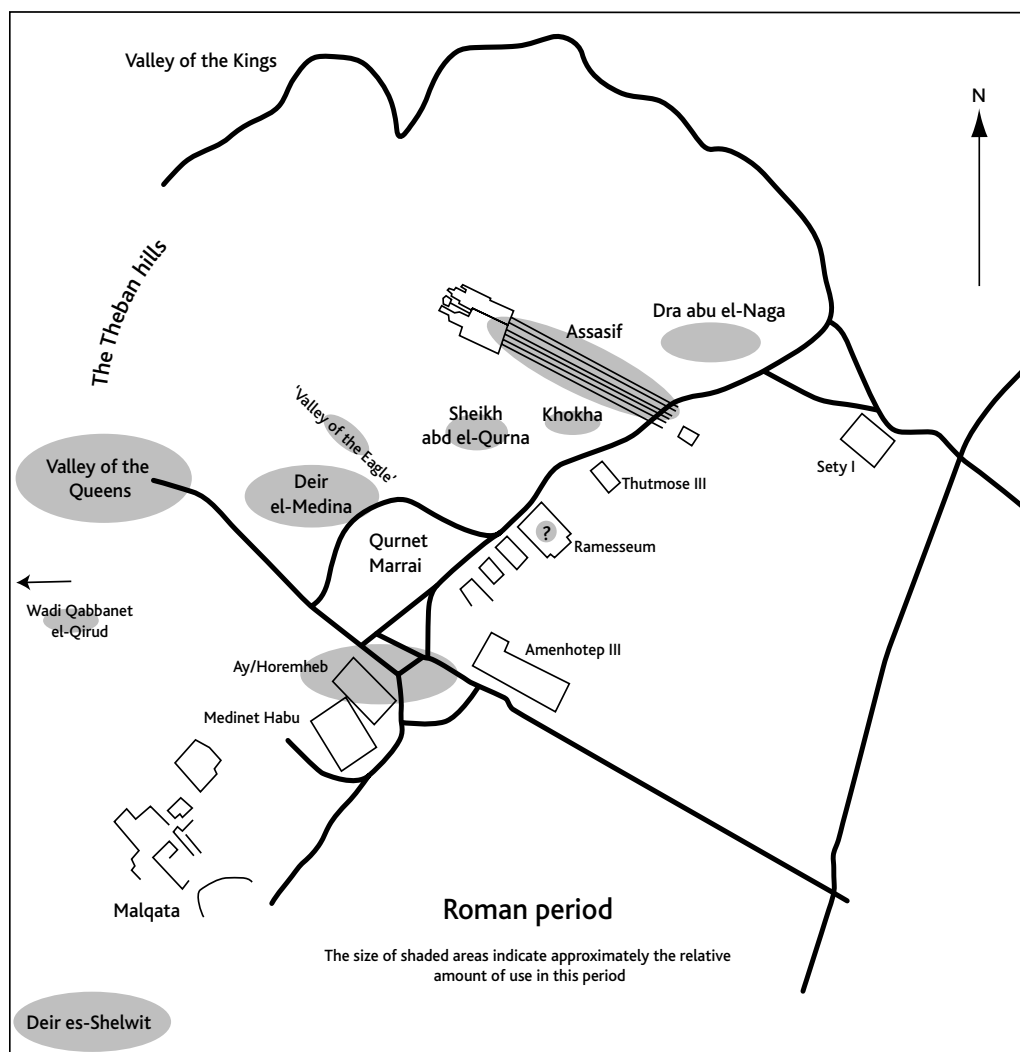 Valley of the Kings
N
The Theban hills
Dra abu el-Naga
Assasif
'Valley of the Eagle'
Sheikh
abd el-Qurna
Khokha
Sety I
Valley of the
Queens
Deir
el-Medina
Thutmose III
Qurnet
Marrai
?
Ramesseum
Wadi Qabbanet
el-Qirud
Ay/Horemheb
Amenhotep III
Medinet Habu
Malqata
Roman period
The size of shaded areas indicate approximately the relative
amount of use in this period
Deir es-Shelwit